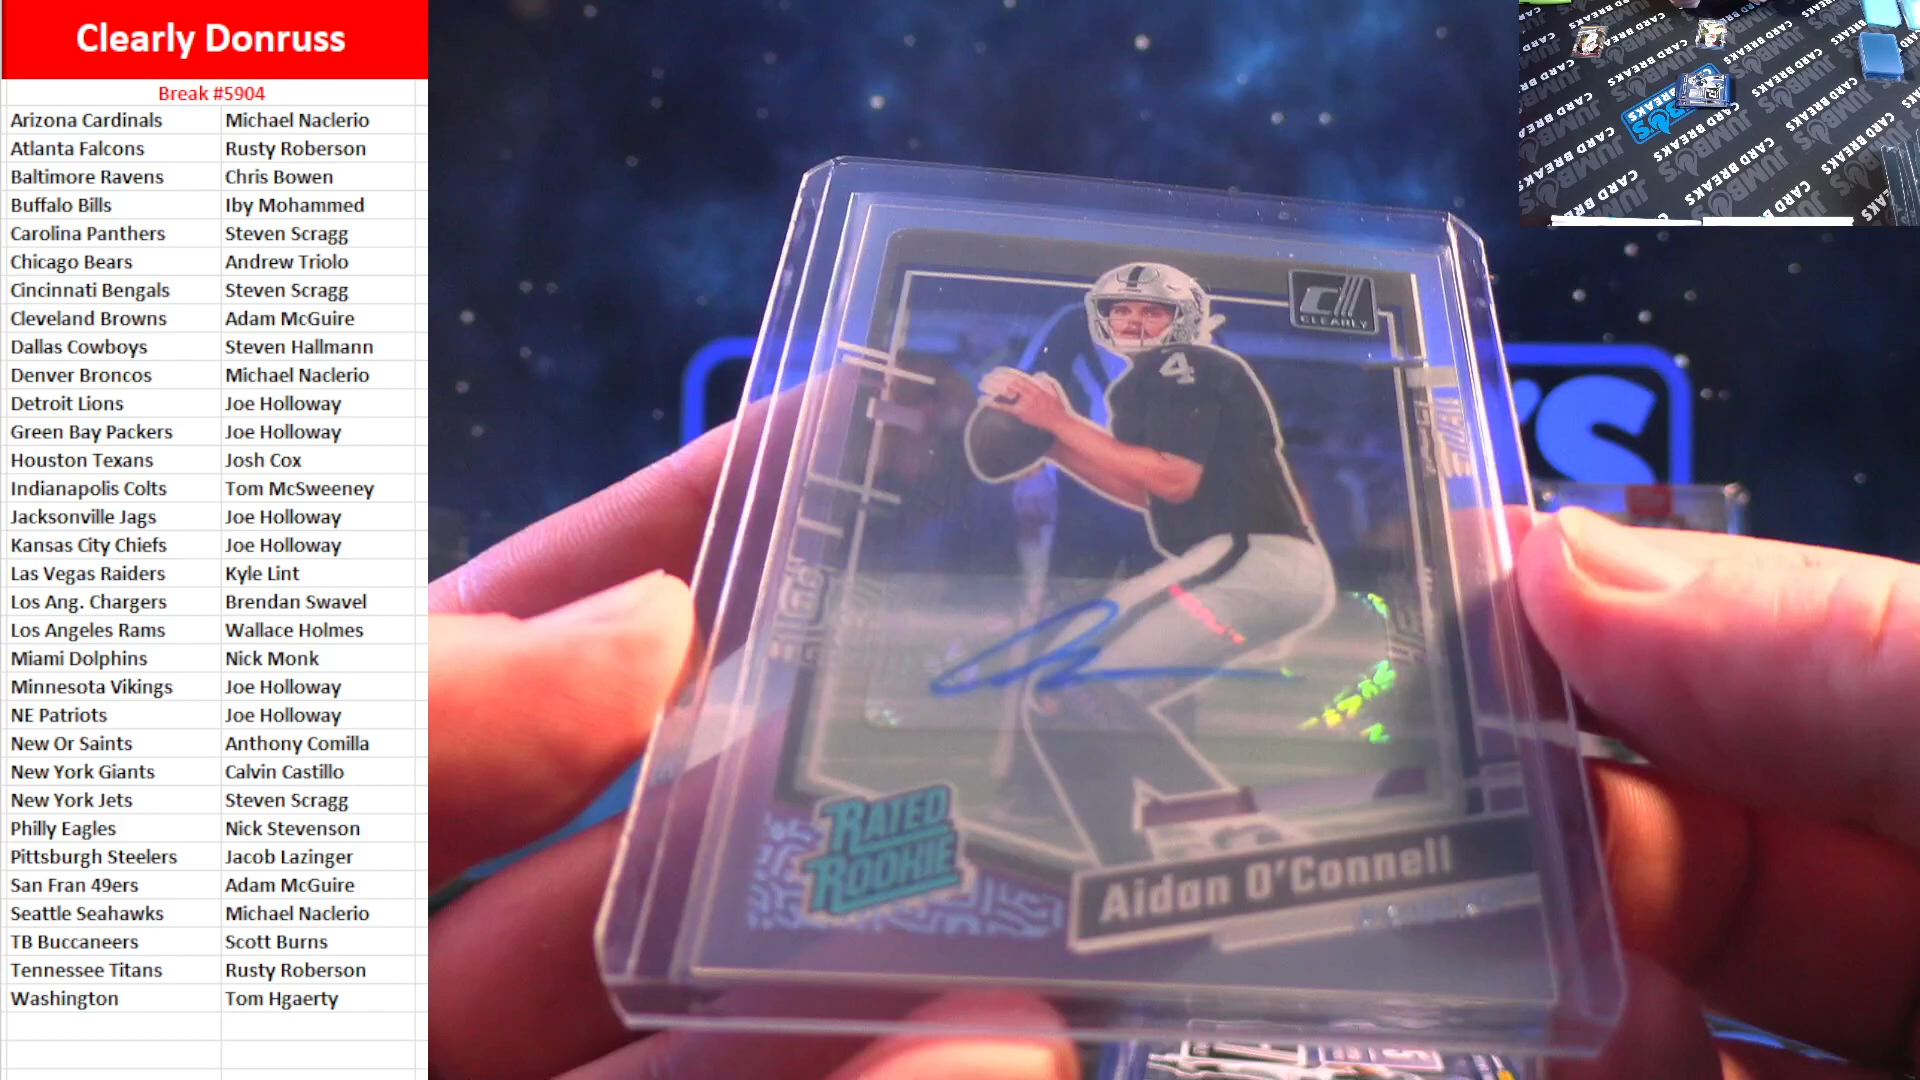 Clearly Donruss
Break #5904
Arizona Cardinals Michael Naclerio
Atlanta Falcons Rusty Roberson
Baltimore Ravens Chris Bowen
Buffalo Bills Iby Mohammed
Carolina Panthers Steven Scragg
Chicago Bears Andrew Triolo
Cincinnati Bengals Steven Scragg
Cleveland Browns Adam McGuire
Dallas Cowboys Steven Hallmann
Denver Broncos Michael Naclerio
Detroit Lions Joe Holloway
Green Bay Packers Joe Holloway
Houston Texans Josh Cox
Indianapolis Colts Tom McSweeney
Jacksonville Jags Joe Holloway
Kansas City Chiefs Joe Holloway
Las Vegas Raiders Kyle Lint
Los Ang. Chargers Brendan Swavel
Los Angeles Rams Wallace Holmes
Miami Dolphins Nick Monk
Minnesota Vikings Joe Holloway
NE Patriots Joe Holloway
New Or Saints Anthony Comilla
New York Giants Calvin Castillo
New York Jets Steven Scragg
Philly Eagles Nick Stevenson
Pittsburgh Steelers Jacob Lazinger
San Fran 49ers Adam McGuire
Seattle Seahawks Michael Naclerio
TB Buccaneers Scott Burns
Tennessee Titans Rusty Roberson
Washington Tom Hgaerty
CLEARLY
4
RATED
ROOKIE
Aidan O'Connell
'S
JUMBO'S
CARD BREAKS